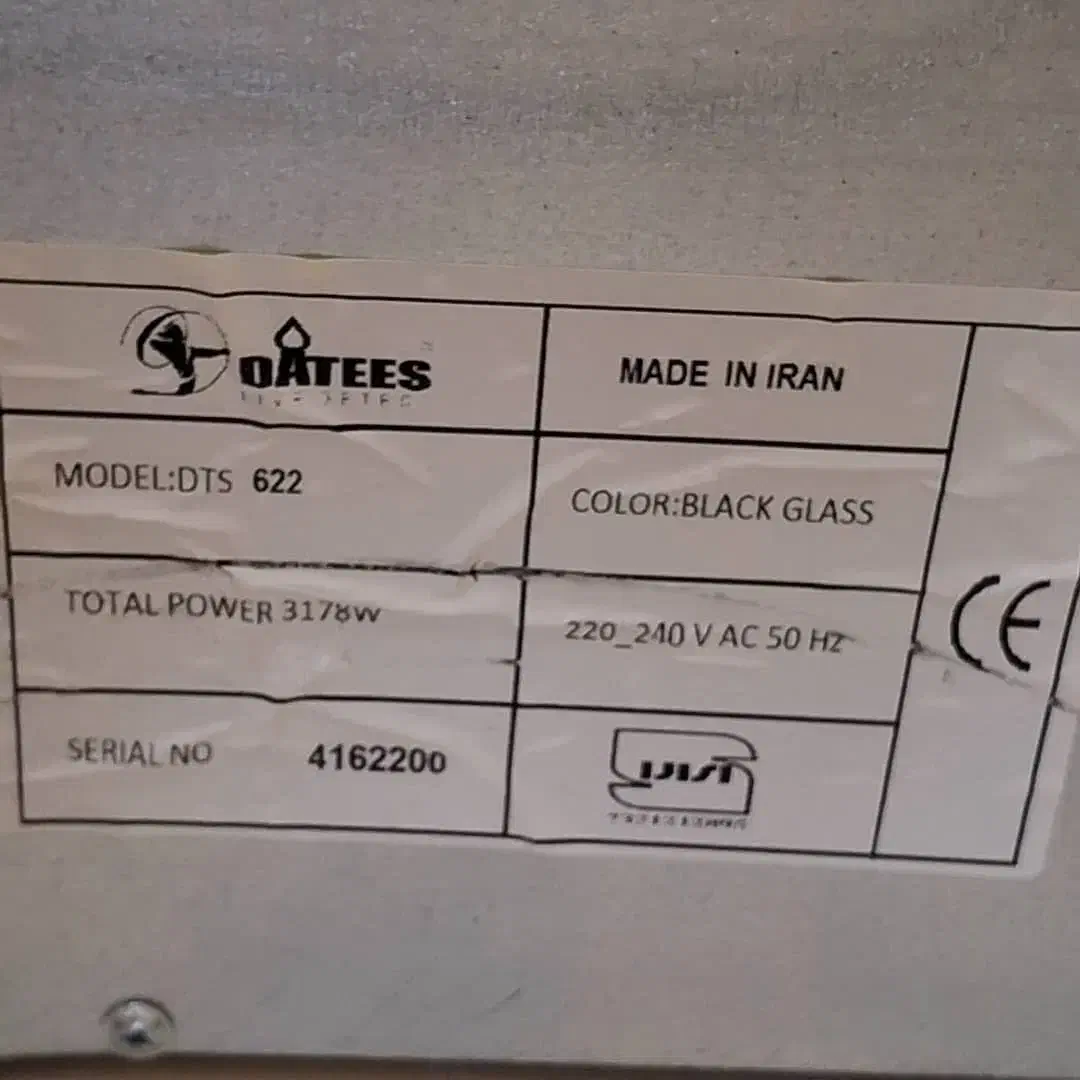 DATEES
MADE IN IRAN
MODEL:DTS 622
COLOR:BLACK GLASS
TOTAL POWER 3178W
220_240 V AC 50 HZ
CE
SERIAL NO 4162200